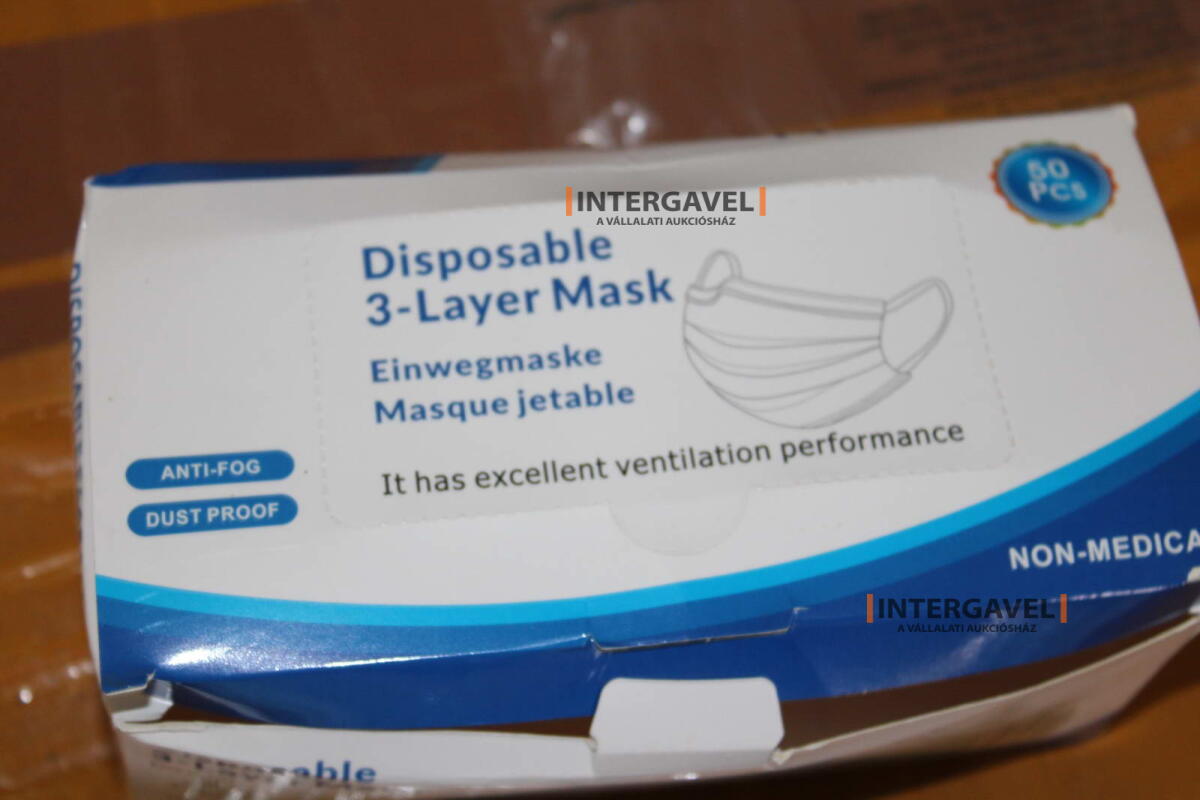 50
PCS
INTERGAVEL
A VÁLLALATI AUKCIÓSHÁZ
Disposable
3-Layer Mask
Einwegmaske
Masque jetable
It has excellent ventilation performance
ANTI-FOG
DUST PROOF
NON-MEDICA
INTERGAVEL
A VÁLLALATI AUKCIÓSHÁZ